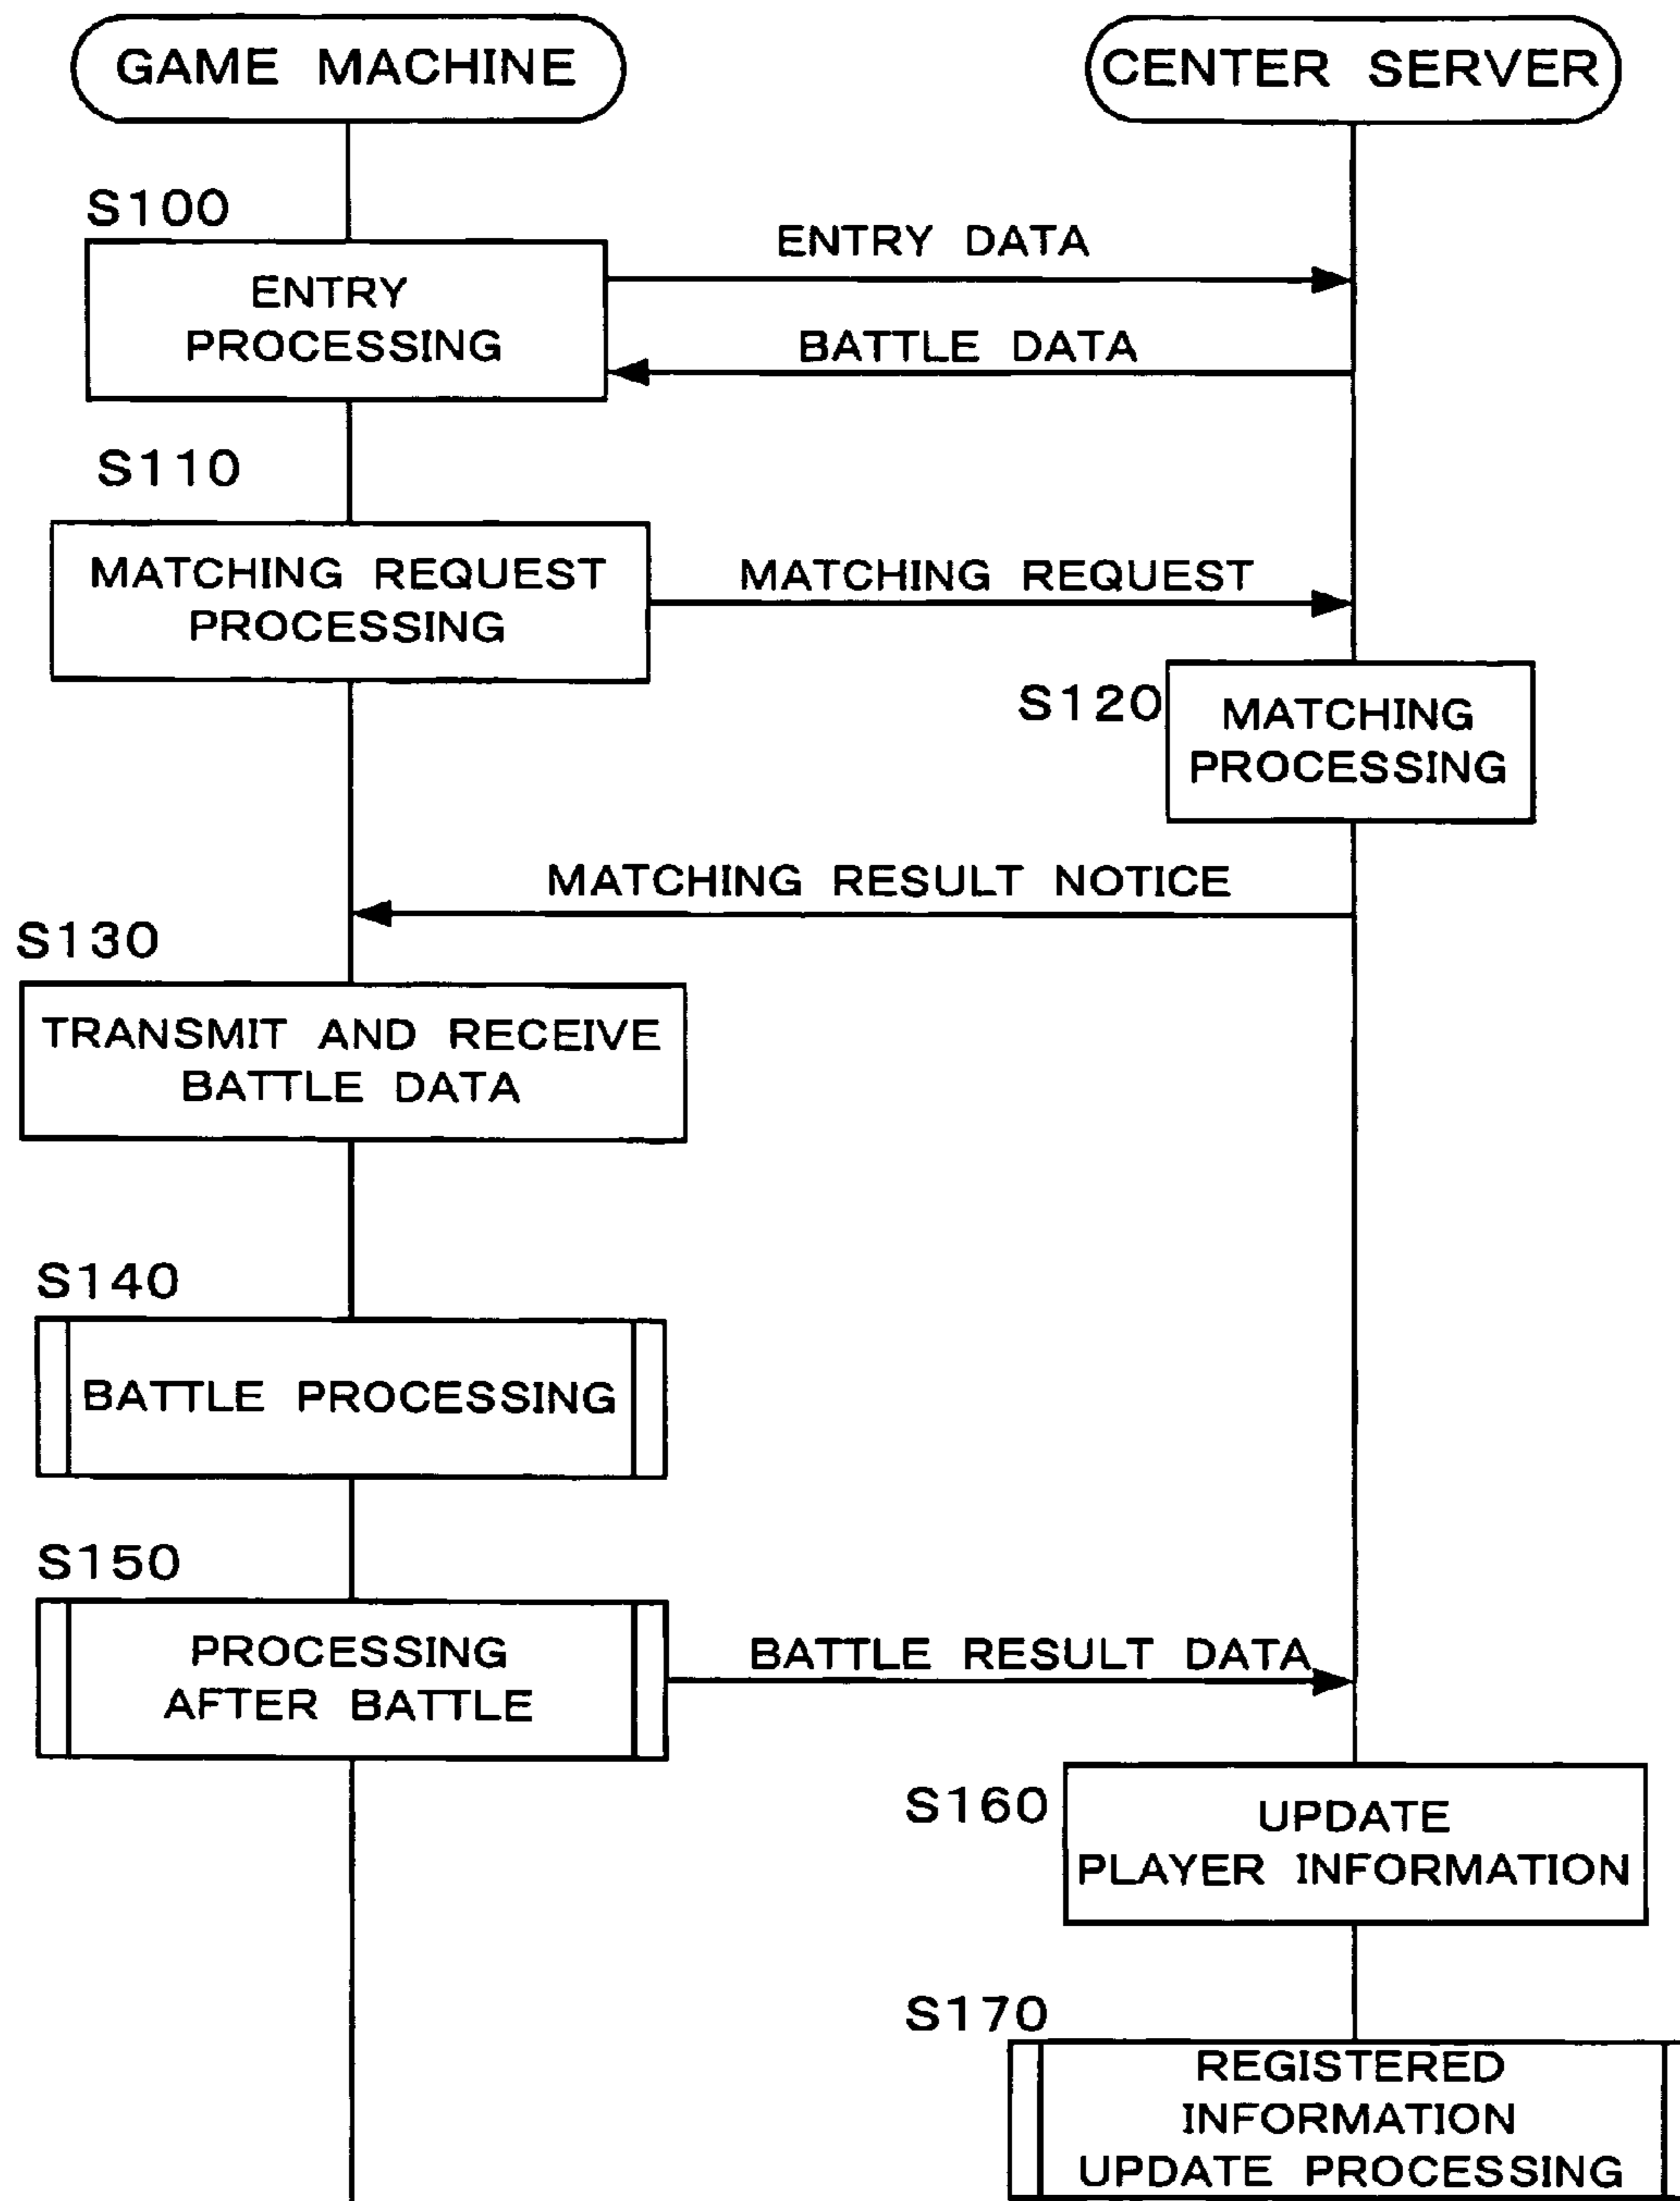 GAME MACHINE
CENTER SERVER
S100
ENTRY DATA
ENTRY
PROCESSING
BATTLE DATA
S110
MATCHING REQUEST
PROCESSING
MATCHING REQUEST
S120
MATCHING
PROCESSING
MATCHING RESULT NOTICE
S130
TRANSMIT AND RECEIVE
BATTLE DATA
S140
BATTLE PROCESSING
S150
PROCESSING
AFTER BATTLE
BATTLE RESULT DATA
S160
UPDATE
PLAYER INFORMATION
S170
REGISTERED
INFORMATION
UPDATE PROCESSING